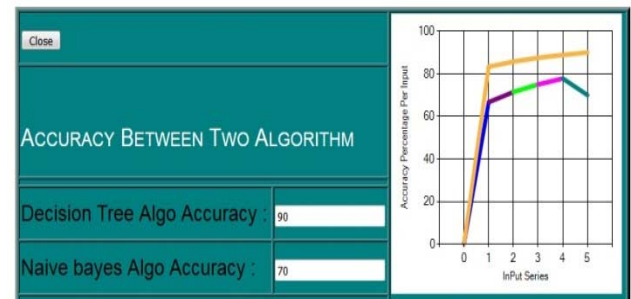 Close
ACCURACY BETWEEN TWO ALGORITHM
Decision Tree Algo Accuracy : 90
Naive bayes Algo Accuracy : 70
Accuracy Percentage Per Input
100
80
60
40
20
0
0 1 2 3 4 5
InPut Series